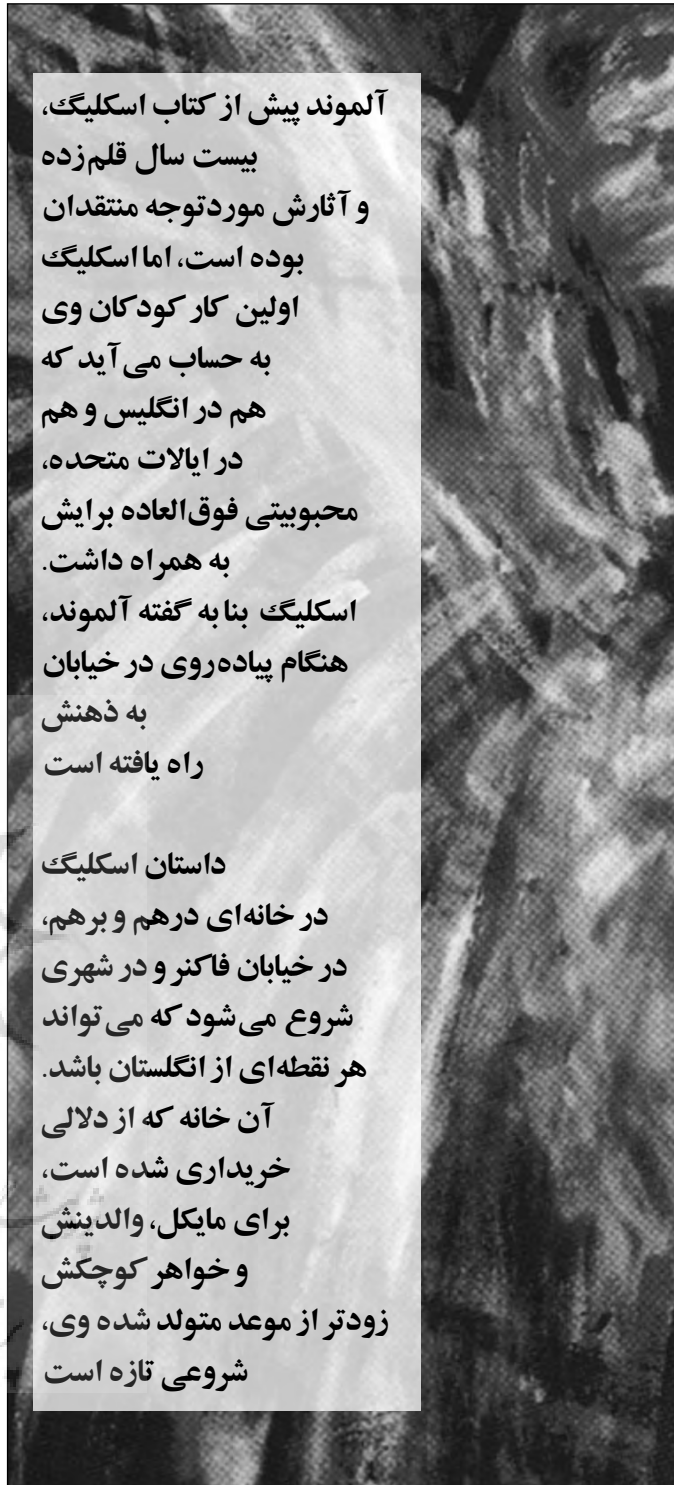 آلموند پیش از کتاب اسکلیگ،
بیست سال قلم‌زده
و آثارش موردتوجه منتقدان
بوده است، اما اسکلیگ
اولین کار کودکان وی
به حساب می‌آید که
هم در انگلیس و هم
در ایالات متحده،
محبوبیتی فوق‌العاده برایش
به همراه داشت.
اسکلیگ بنا به گفته آلموند،
هنگام پیاده‌روی در خیابان
به ذهنش
راه یافته است
داستان اسکلیگ
در خانه‌ای درهم و برهم،
در خیابان فاکنر و در شهری
شروع می‌شود که می‌تواند
هر نقطه‌ای از انگلستان باشد.
آن خانه که از دلالی
خریداری شده است،
برای مایکل، والدینش
و خواهر کوچکش
زودتر از موعد متولد شده وی،
شروعی تازه است